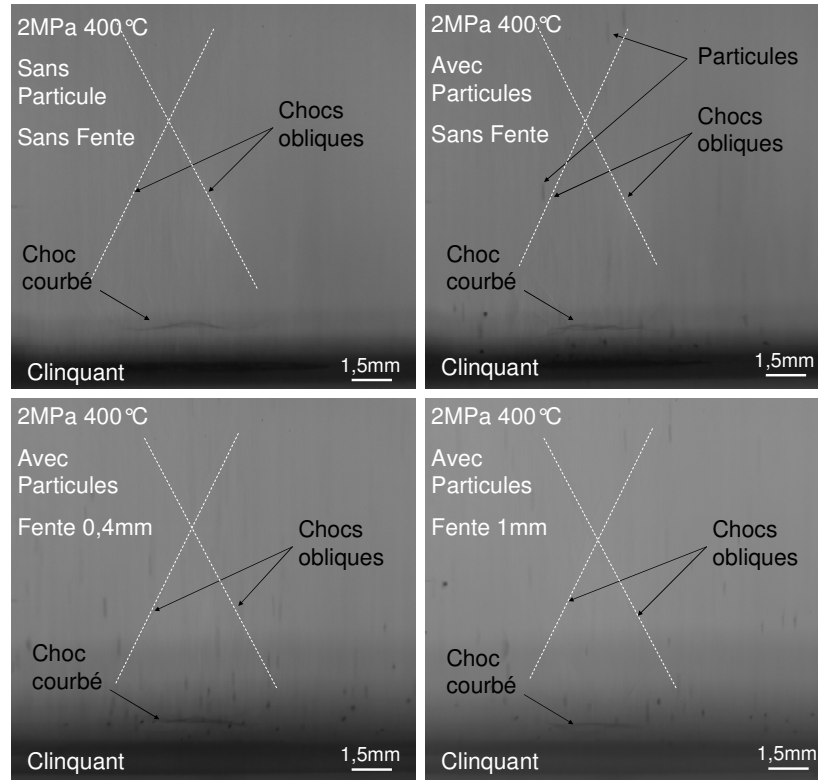 2MPa 400°C
Sans
Particule
Sans Fente
Chocs
obliques
Choc
courbé
Clinquant
1,5mm
2MPa 400°C
Avec
Particules
Sans Fente
Particules
Chocs
obliques
Choc
courbé
Clinquant
1,5mm
2MPa 400°C
Avec
Particules
Fente 0,4mm
Chocs
obliques
Choc
courbé
Clinquant
1,5mm
2MPa 400°C
Avec
Particules
Fente 1mm
Chocs
obliques
Choc
courbé
Clinquant
1,5mm